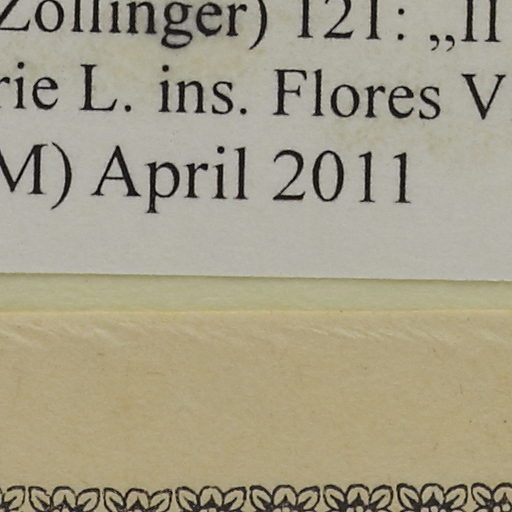 Zollinger) 121: „II
rie L. ins. Flores V
M) April 2011